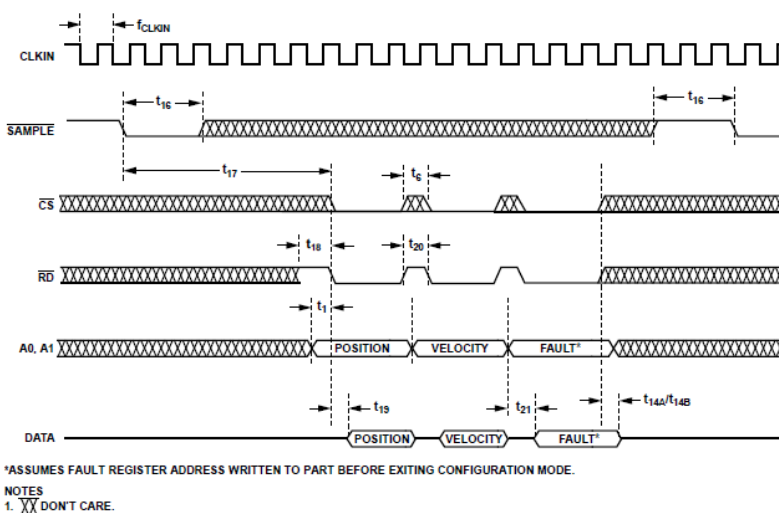 fCLKIN
CLKIN
t16 t16
SAMPLE
t17
t6
CS
t18 t20
RD
t1
A0, A1 POSITION VELOCITY FAULT*
t19 t21 t14A/t14B
DATA POSITION VELOCITY FAULT*
*ASSUMES FAULT REGISTER ADDRESS WRITTEN TO PART BEFORE EXITING CONFIGURATION MODE.
NOTES
1. XX DON'T CARE.